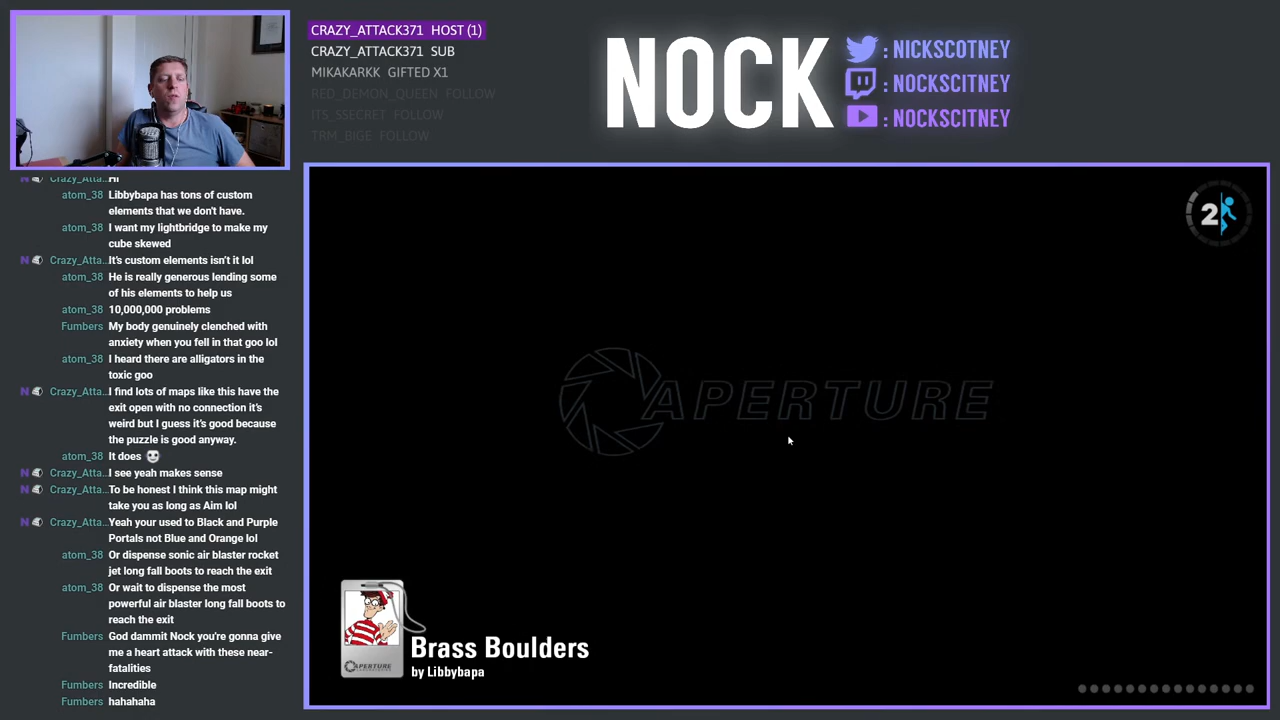 CRAZY_ATTACK371 HOST (1)
CRAZY_ATTACK371 SUB
MIKAKARKK GIFTED X1
RED_DEMON_QUEEN FOLLOW
ITS_SSECRET FOLLOW
TRM_BIGE FOLLOW
NOCK
: NICKSCOTNEY
: NOCKSCITNEY
: NOCKSCITNEY
Crazy_Atta...Hi
atom_38 Libbybapa has tons of custom
elements that we don't have.
atom_38 I want my lightbridge to make my
cube skewed
Crazy_Atta...It's custom elements isn't it lol
atom_38 He is really generous lending some
of his elements to help us
atom_38 10,000,000 problems
Fumbers My body genuinely clenched with
anxiety when you fell in that goo lol
atom_38 I heard there are alligators in the
toxic goo
Crazy_Atta...I find lots of maps like this have the
exit open with no connection it's
weird but I guess it's good because
the puzzle is good anyway.
atom_38 It does
Crazy_Atta...I see yeah makes sense
Crazy_Atta...To be honest I think this map might
take you as long as Aim lol
Crazy_Atta...Yeah your used to Black and Purple
Portals not Blue and Orange lol
atom_38 Or dispense sonic air blaster rocket
jet long fall boots to reach the exit
atom_38 Or wait to dispense the most
powerful air blaster long fall boots to
reach the exit
Fumbers God dammit Nock you're gonna give
me a heart attack with these near-
fatalities
Fumbers Incredible
Fumbers hahahaha
2
APERTURE
APERTURE
Brass Boulders
by Libbybapa